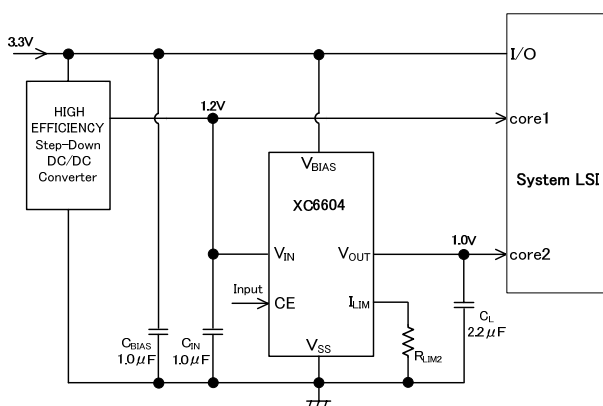 3.3V
I/O
HIGH
EFFICIENCY
Step-Down
DC/DC
Converter
1.2V
core1
System LSI
VBIAS
XC6604
VIN
VOUT
1.0V
core2
Input
CE
ILIM
CBIAS
1.0μF
CIN
1.0μF
VSS
RLIM2
CL
2.2μF